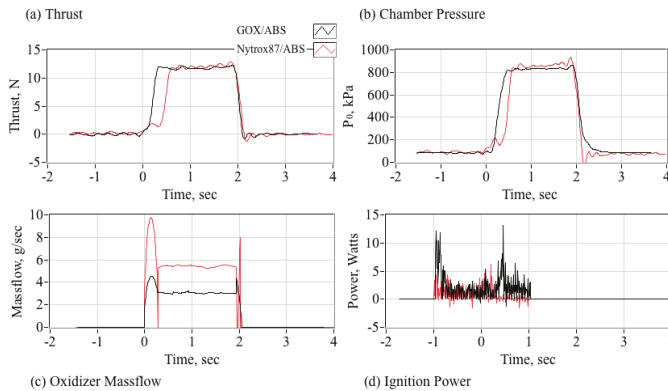 (a) Thrust
(b) Chamber Pressure
GOX/ABS
Nytrox87/ABS
15
10
5
0
-5
Thrust, N
-2 -1 0 1 2 3 4
Time, sec
1000
800
600
400
200
0
P0, kPa
-2 -1 0 1 2 3 4
Time, sec
10
8
6
4
2
0
Massflow, g/sec
-2 -1 0 1 2 3 4
Time, sec
15
10
5
0
-5
Power, Watts
-2 -1 0 1 2 3 4
Time, sec
(c) Oxidizer Massflow
(d) Ignition Power